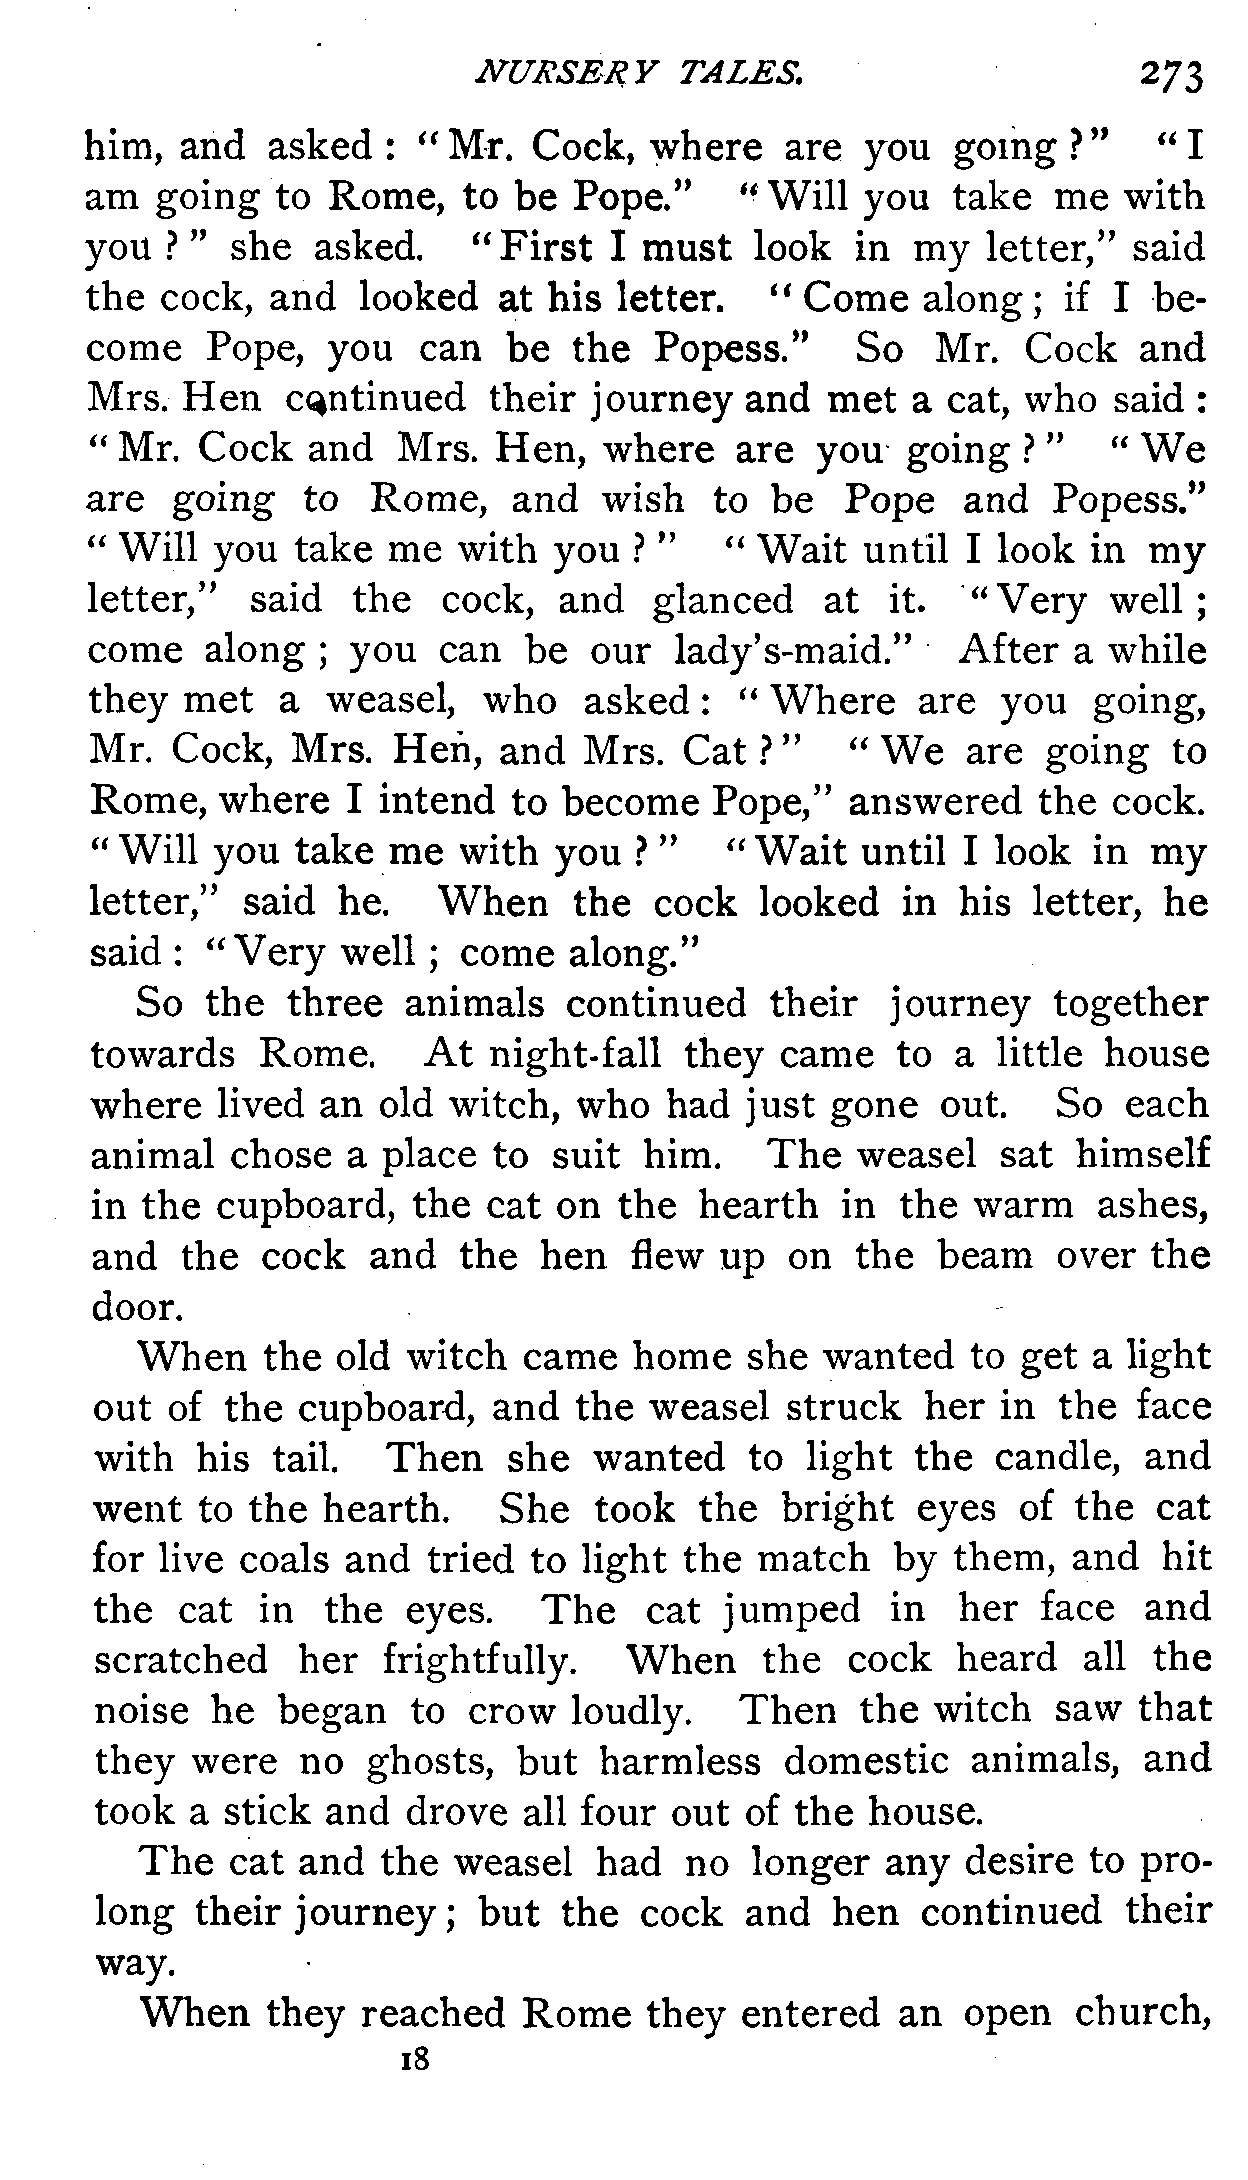 NURSERY TALES. 273
him, and asked : " Mr. Cock, where are you going ? " " I
am going to Rome, to be Pope." " Will you take me with
you ? " she asked. " First I must look in my letter," said
the cock, and looked at his letter. " Come along ; if I be-
come Pope, you can be the Popess." So Mr. Cock and
Mrs. Hen continued their journey and met a cat, who said :
" Mr. Cock and Mrs. Hen, where are you going ? " " We
are going to Rome, and wish to be Pope and Popess."
" Will you take me with you ? " " Wait until I look in my
letter," said the cock, and glanced at it. " Very well ;
come along ; you can be our lady's-maid." After a while
they met a weasel, who asked : " Where are you going,
Mr. Cock, Mrs. Hen, and Mrs. Cat ? " " We are going to
Rome, where I intend to become Pope," answered the cock.
" Will you take me with you ? " " Wait until I look in my
letter," said he. When the cock looked in his letter, he
said : " Very well ; come along."
So the three animals continued their journey together
towards Rome. At night-fall they came to a little house
where lived an old witch, who had just gone out. So each
animal chose a place to suit him. The weasel sat himself
in the cupboard, the cat on the hearth in the warm ashes,
and the cock and the hen flew up on the beam over the
door.
When the old witch came home she wanted to get a light
out of the cupboard, and the weasel struck her in the face
with his tail. Then she wanted to light the candle, and
went to the hearth. She took the bright eyes of the cat
for live coals and tried to light the match by them, and hit
the cat in the eyes. The cat jumped in her face and
scratched her frightfully. When the cock heard all the
noise he began to crow loudly. Then the witch saw that
they were no ghosts, but harmless domestic animals, and
took a stick and drove all four out of the house.
The cat and the weasel had no longer any desire to pro-
long their journey ; but the cock and hen continued their
way.
When they reached Rome they entered an open church,
18